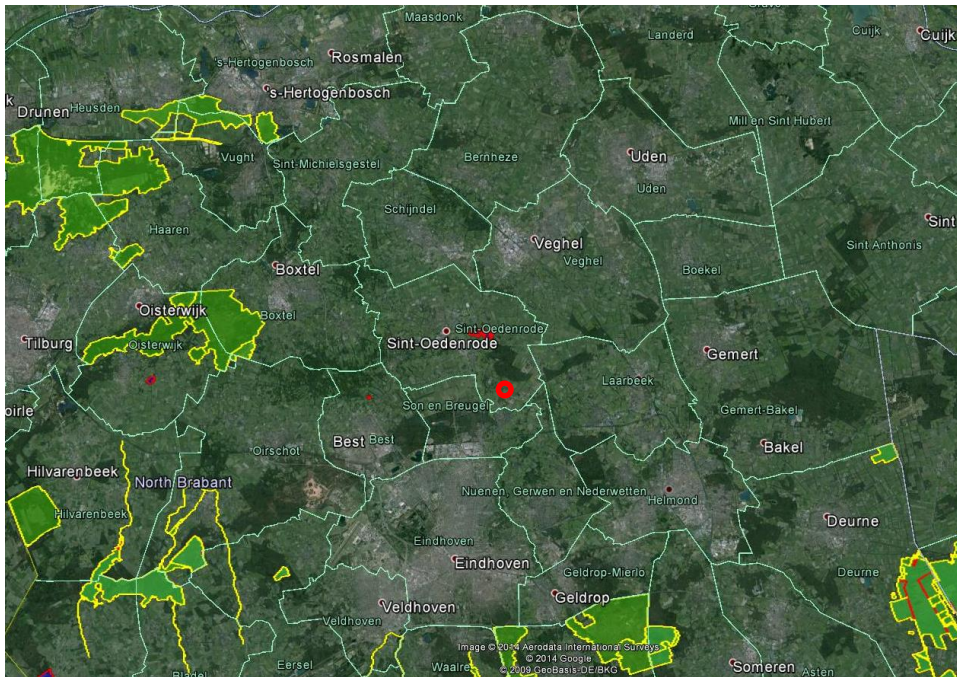 Maasdonk
Landerd
Cuijk
Cuijk
Rosmalen
's-Hertogenbosch
's-Hertogenbosch
Drunen
Heusden
Mill en Sint Hubert
Vught
Sint-Michielsgestel
Bernheze
Uden
Uden
Schijndel
Sint
Haaren
Veghel
Veghel
Sint Anthonis
Boxtel
Boekel
Oisterwijk
Boxtel
Sint-Oedenrode
Sint-Oedenrode
Tilburg
Oisterwijk
Gemert
Laarbeek
oirle
Son en Breugel
Gemert-Bakel
Best
Best
Bakel
Oirschot
Hilvarenbeek
North Brabant
Nuenen, Gerwen en Nederwetten
Helmond
Hilvarenbeek
Deurne
Eindhoven
Eindhoven
Geldrop-Mierlo
Deurne
Geldrop
Veldhoven
Veldhoven
Image © 2014 Aerodata International Surveys
© 2014 Google
© 2009 GeoBasis-DE/BKG
Eersel
Waalre
Someren
Asten
Bladel